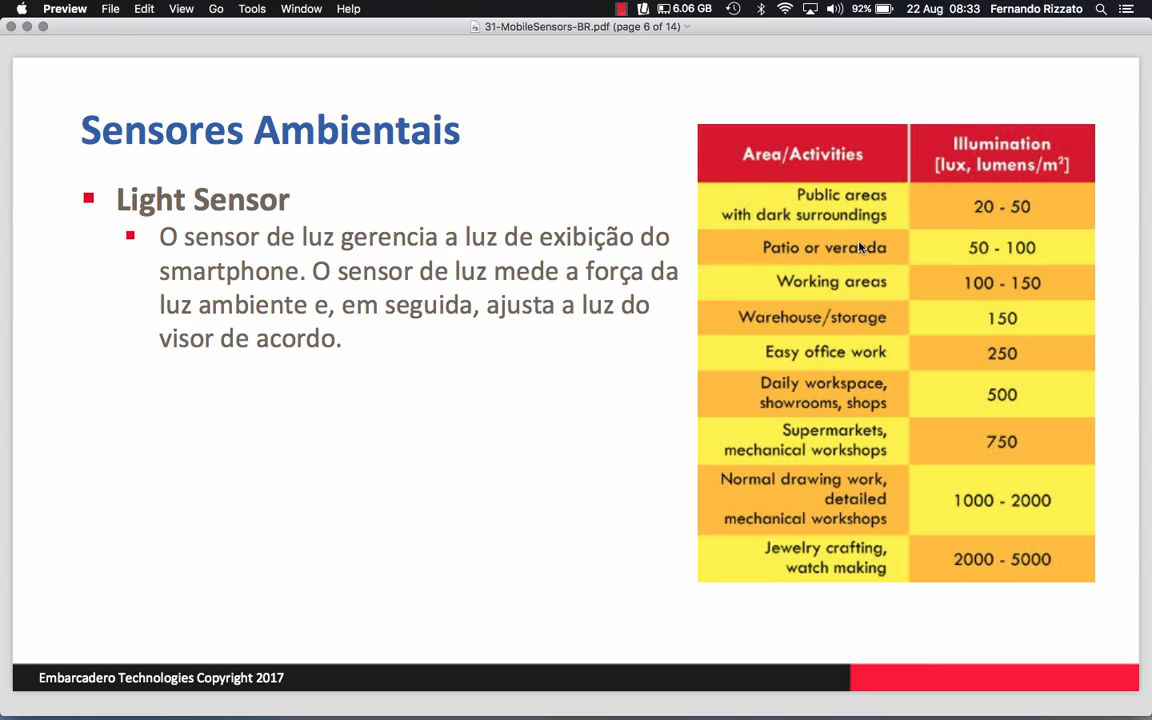 Preview File Edit View Go Tools Window Help 6.06 GB 92% 22 Aug 08:33 Fernando Rizzato
31-MobileSensors-BR.pdf (page 6 of 14)
Sensores Ambientais
Light Sensor
O sensor de luz gerencia a luz de exibição do
smartphone. O sensor de luz mede a força da
luz ambiente e, em seguida, ajusta a luz do
visor de acordo.
Area/Activities
Illumination
[lux, lumens/m²]
Public areas
with dark surroundings
20 - 50
Patio or veranda
50 - 100
Working areas
100 - 150
Warehouse/storage
150
Easy office work
250
Daily workspace,
showrooms, shops
500
Supermarkets,
mechanical workshops
750
Normal drawing work,
detailed
mechanical workshops
1000 - 2000
Jewelry crafting,
watch making
2000 - 5000
Embarcadero Technologies Copyright 2017